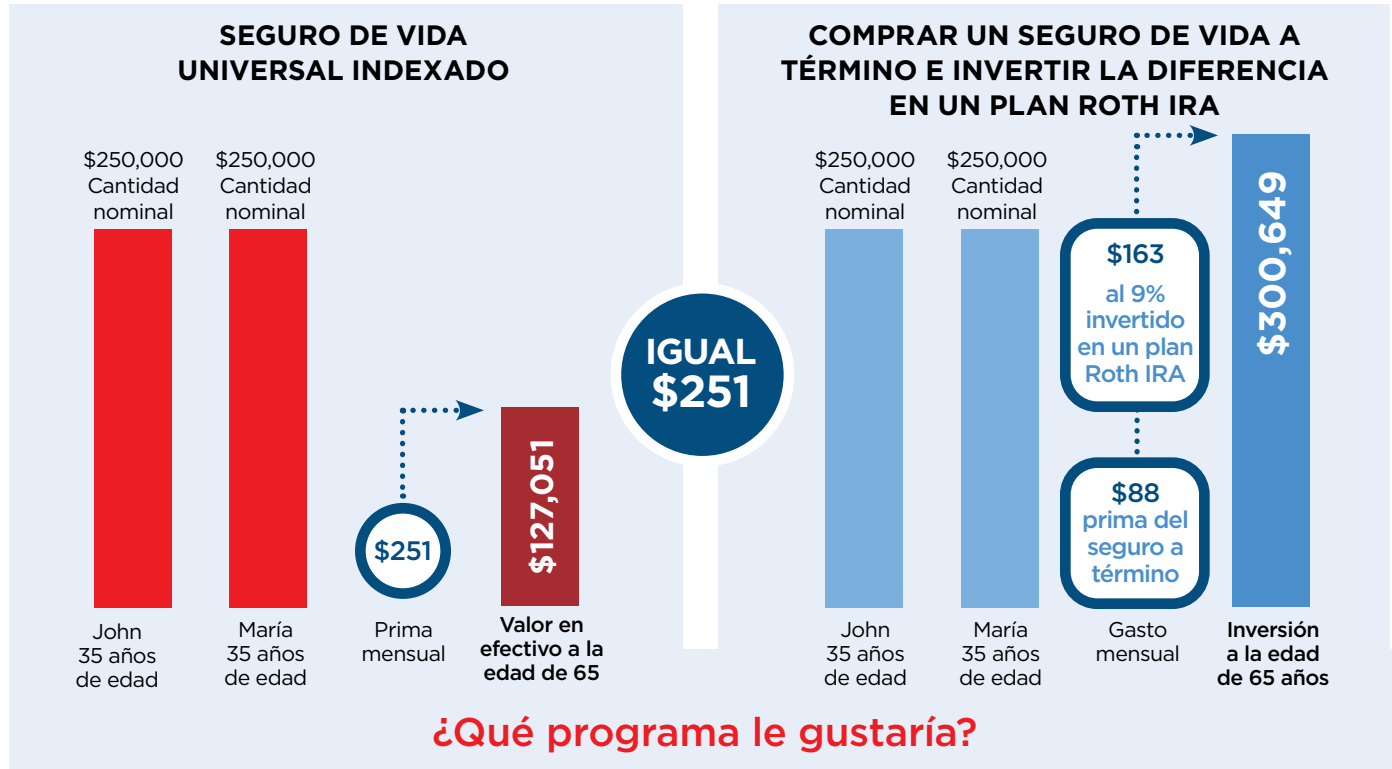 SEGURO DE VIDA
UNIVERSAL INDEXADO
$250,000
Cantidad
nominal
$250,000
Cantidad
nominal
$251
$127,051
John
35 años
de edad
María
35 años
de edad
Prima
mensual
Valor en
efectivo a la
edad de 65
IGUAL
$251
COMPRAR UN SEGURO DE VIDA A
TÉRMINO E INVERTIR LA DIFERENCIA
EN UN PLAN ROTH IRA
$250,000
Cantidad
nominal
$250,000
Cantidad
nominal
$163
al 9%
invertido
en un plan
Roth IRA
$88
prima del
seguro a
término
$300,649
John
35 años
de edad
María
35 años
de edad
Gasto
mensual
Inversión
a la edad
de 65 años
¿Qué programa le gustaría?